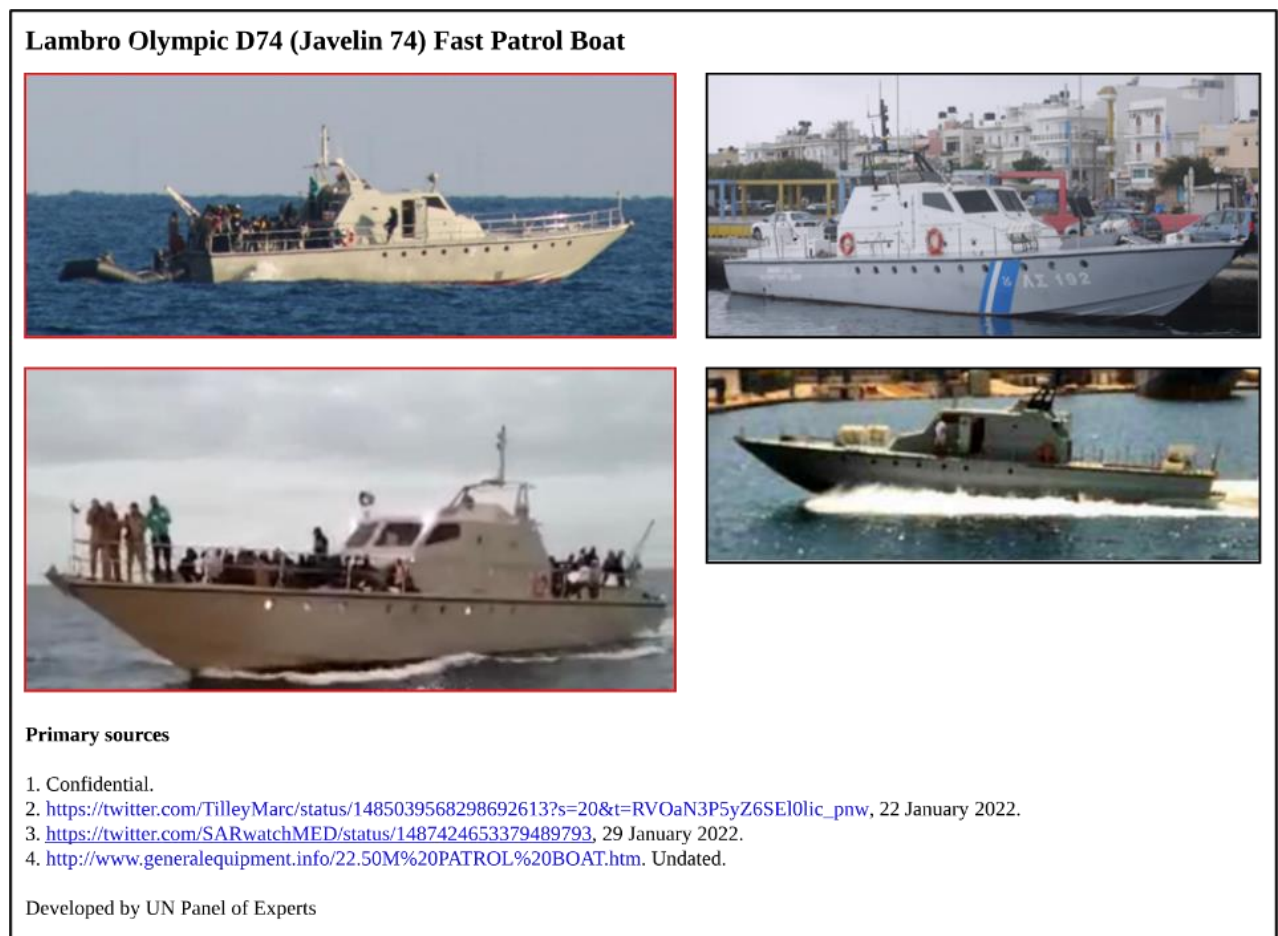 Lambro Olympic D74 (Javelin 74) Fast Patrol Boat
ΛΣ 192
Primary sources
1. Confidential.
2. https://twitter.com/TilleyMarc/status/1485039568298692613?s=20&t=RVOaN3P5yZ6SEl0lic_pnw, 22 January 2022.
3. https://twitter.com/SARwatchMED/status/1487424653379489793, 29 January 2022.
4. http://www.generalequipment.info/22.50M%20PATROL%20BOAT.htm. Undated.
Developed by UN Panel of Experts